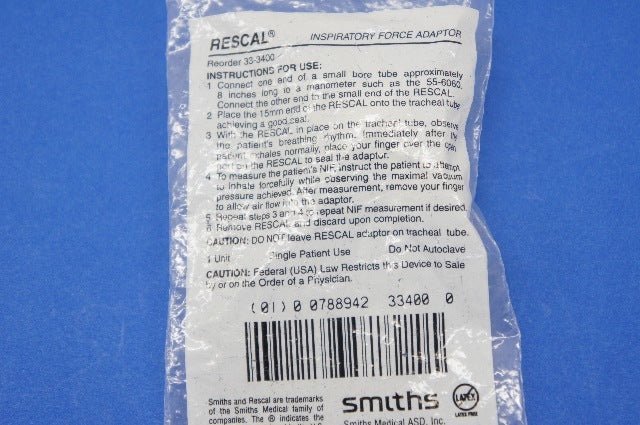 RESCAL® INSPIRATORY FORCE ADAPTOR
Reorder 33-3400
INSTRUCTIONS FOR USE:
1 Connect one end of a small bore tube approximately
8 inches long to a manometer such as the 55-6060.
Connect the other end to the small end of the RESCAL.
2 Place the 15mm end of the RESCAL onto the tracheal tube
achieving a good seal.
3 With the RESCAL in place on the tracheal tube, observe
the patient's breathing rhythm. Immediately after the
patient exhales normally, place your finger over the open
port on the RESCAL to seal the adaptor.
4 To measure the patient's NIF, instruct the patient to attempt
to inhale forcefully while observing the maximal vacuum
pressure achieved. After measurement, remove your finger
to allow air flow into the adaptor.
5 Repeat steps 3 and 4 to repeat NIF measurement if desired.
Remove RESCAL and discard upon completion.
CAUTION: DO NOT leave RESCAL adaptor on tracheal tube.
1 Unit Single Patient Use Do Not Autoclave
CAUTION: Federal (USA) Law Restricts this Device to Sale
by or on the Order of a Physician.
(01) 0 0788942 33400 0
Smiths and Rescal are trademarks
of the Smiths Medical family of
companies. The ® indicates the
smiths
LATEX
LATEX FREE
Smiths Medical ASD, Inc.